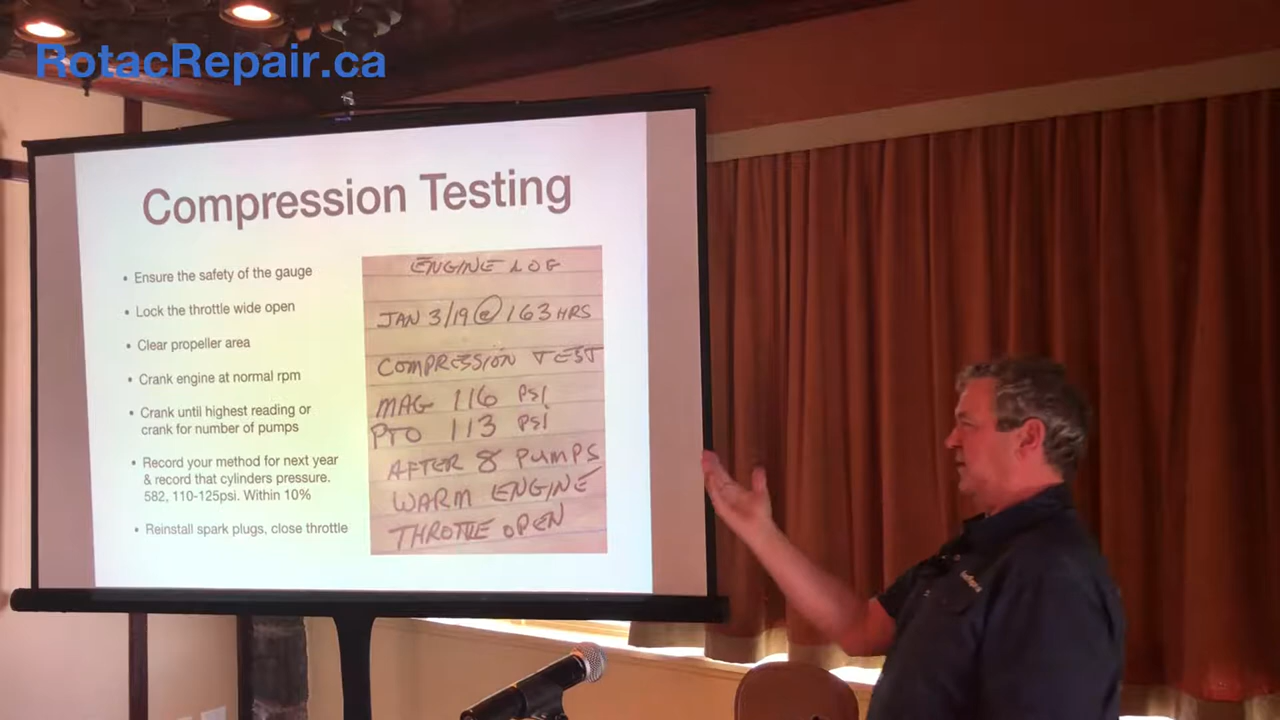 RotacRepair.ca
Compression Testing
• Ensure the safety of the gauge
• Lock the throttle wide open
• Clear propeller area
• Crank engine at normal rpm
• Crank until highest reading or
crank for number of pumps
• Record your method for next year
& record that cylinders pressure.
582, 110-125psi. Within 10%
• Reinstall spark plugs, close throttle
ENGINE LOG
JAN 3/19 @ 163 HRS
COMPRESSION TEST
MAG 116 PSI
PTO 113 PSI
AFTER 8 PUMPS
WARM ENGINE
THROTTLE OPEN